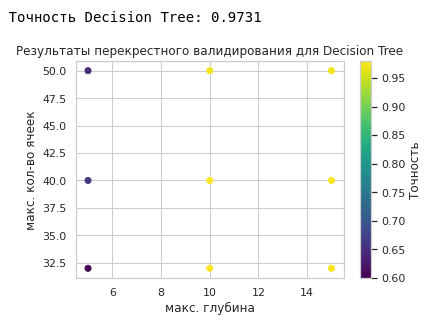 Точность Decision Tree: 0.9731
Результаты перекрестного валидирования для Decision Tree
50.0
47.5
45.0
42.5
40.0
37.5
35.0
32.5
макс. кол-во ячеек
6 8 10 12 14
макс. глубина
0.95
0.90
0.85
0.80
0.75
0.70
0.65
0.60
Точность